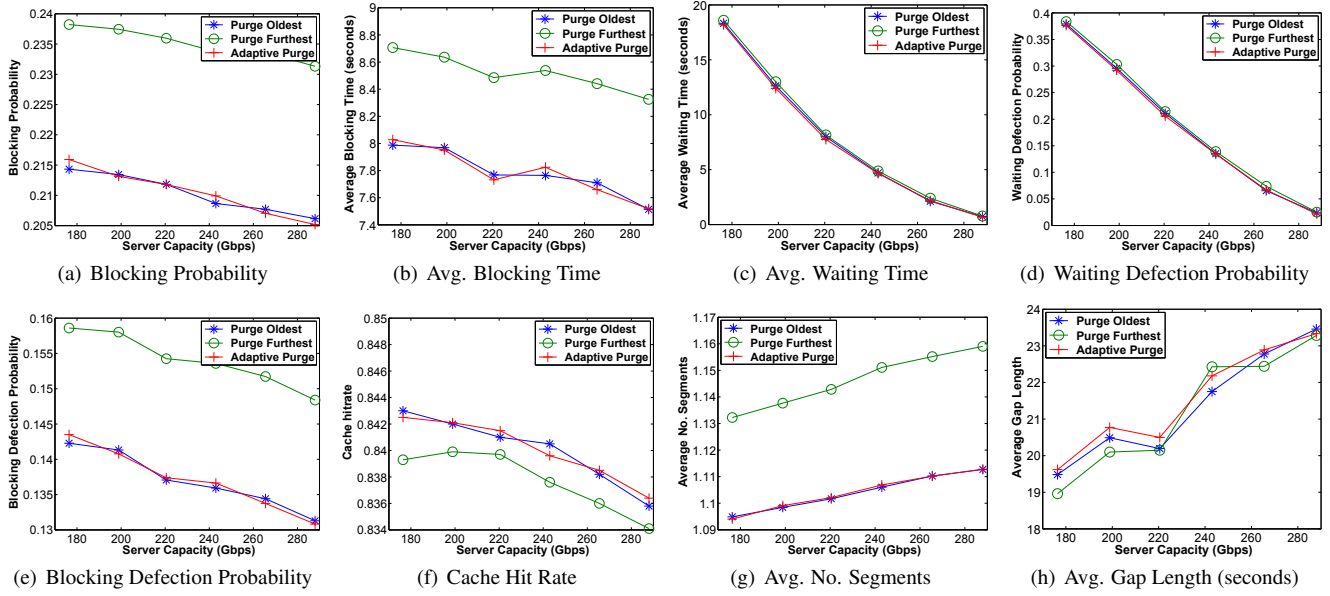 0.24
0.235
0.23
0.225
0.22
0.215
0.21
0.205
180 200 220 240 260 280
Blocking Probability
Server Capacity (Gbps)
Purge Oldest
Purge Furthest
Adaptive Purge
(a) Blocking Probability
9
8.8
8.6
8.4
8.2
8
7.8
7.6
7.4
180 200 220 240 260 280
Average Blocking Time (seconds)
Server Capacity (Gbps)
Purge Oldest
Purge Furthest
Adaptive Purge
(b) Avg. Blocking Time
20
15
10
5
0
180 200 220 240 260 280
Average Waiting Time (seconds)
Server Capacity (Gbps)
Purge Oldest
Purge Furthest
Adaptive Purge
(c) Avg. Waiting Time
0.4
0.35
0.3
0.25
0.2
0.15
0.1
0.05
0
180 200 220 240 260 280
Waiting Defection Probability
Server Capacity (Gbps)
Purge Oldest
Purge Furthest
Adaptive Purge
(d) Waiting Defection Probability
0.16
0.155
0.15
0.145
0.14
0.135
0.13
180 200 220 240 260 280
Blocking Defection Probability
Server Capacity (Gbps)
Purge Oldest
Purge Furthest
Adaptive Purge
(e) Blocking Defection Probability
0.85
0.848
0.846
0.844
0.842
0.84
0.838
0.836
0.834
180 200 220 240 260 280
Cache hitrate
Server Capacity (Gbps)
Purge Oldest
Purge Furthest
Adaptive Purge
(f) Cache Hit Rate
1.17
1.16
1.15
1.14
1.13
1.12
1.11
1.1
1.09
180 200 220 240 260 280
Average No. Segments
Server Capacity (Gbps)
Purge Oldest
Purge Furthest
Adaptive Purge
(g) Avg. No. Segments
24
23
22
21
20
19
18
180 200 220 240 260 280
Average Gap Length
Server Capacity (Gbps)
Purge Oldest
Purge Furthest
Adaptive Purge
(h) Avg. Gap Length (seconds)